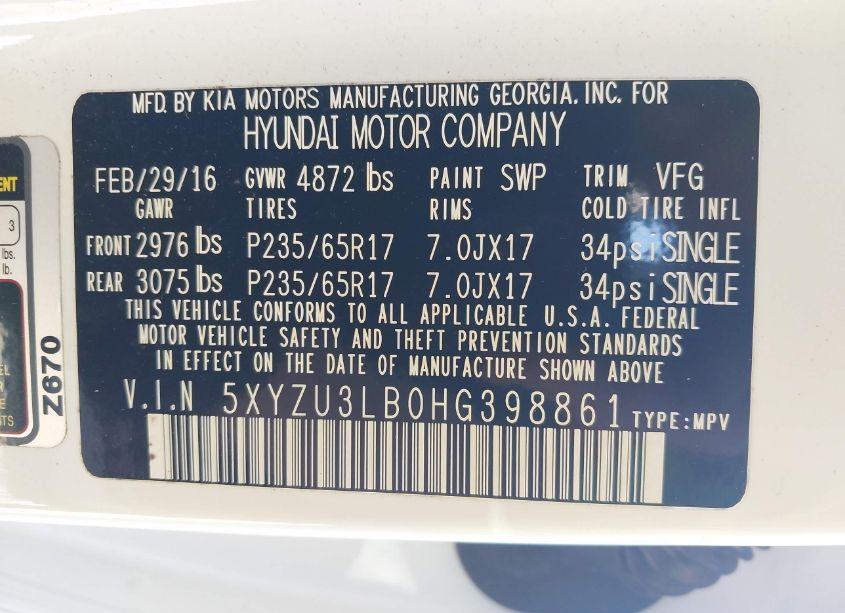 MFD. BY KIA MOTORS MANUFACTURING GEORGIA, INC. FOR
HYUNDAI MOTOR COMPANY
FEB/29/16 GVWR 4872 lbs PAINT SWP TRIM VFG
GAWR TIRES RIMS COLD TIRE INFL
FRONT 2976 lbs P235/65R17 7.0JX17 34psi SINGLE
REAR 3075 lbs P235/65R17 7.0JX17 34psi SINGLE
THIS VEHICLE CONFORMS TO ALL APPLICABLE U.S.A. FEDERAL
MOTOR VEHICLE SAFETY AND THEFT PREVENTION STANDARDS
IN EFFECT ON THE DATE OF MANUFACTURE SHOWN ABOVE
V.I.N 5XYZU3LB0HG398861 TYPE:MPV
3
lbs.
lb.
Z670